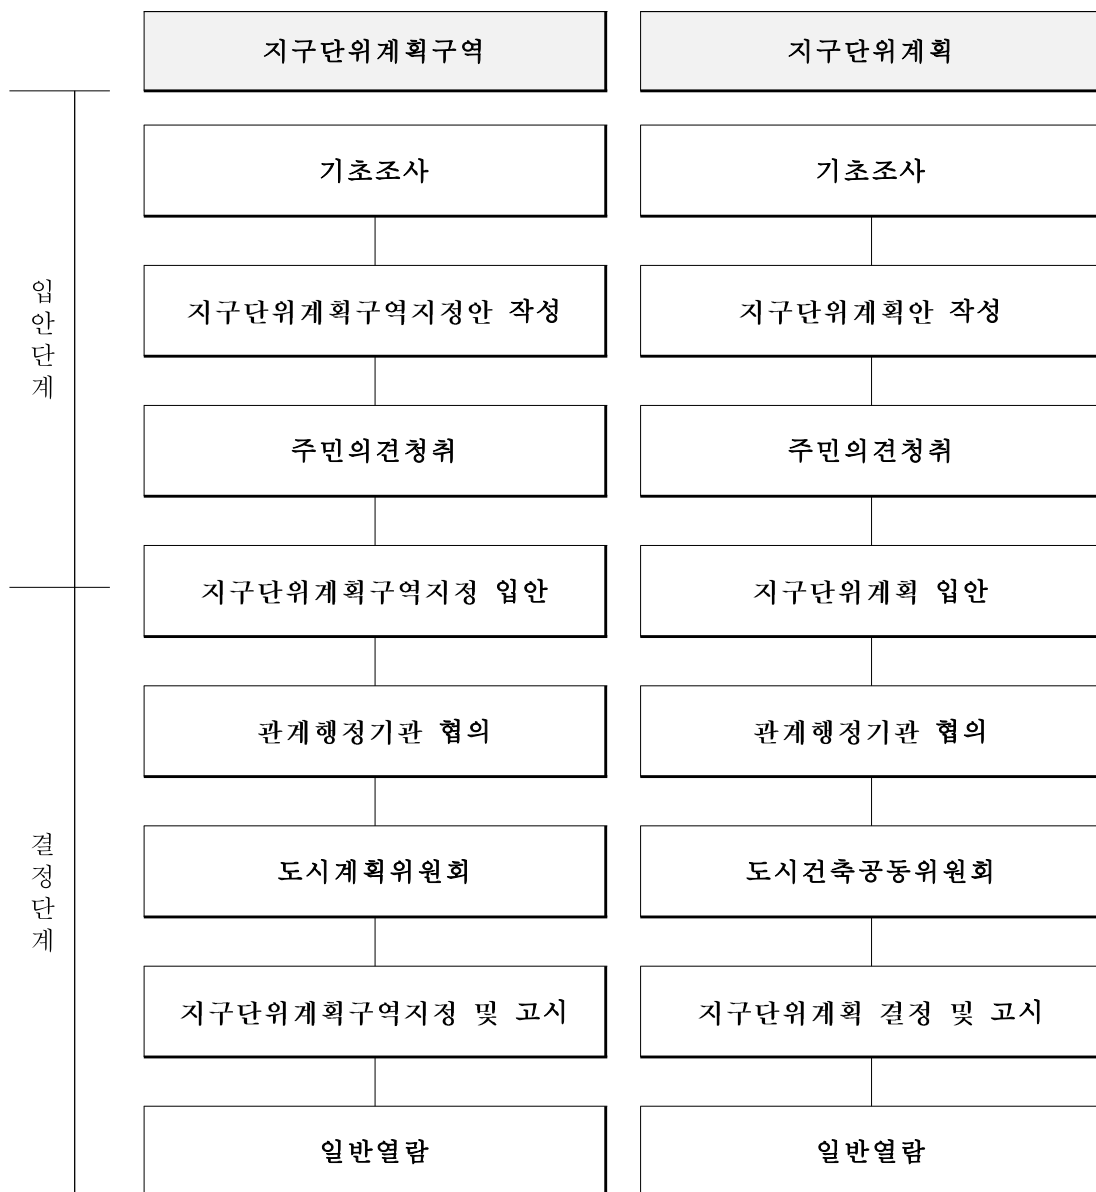 지구단위계획구역
지구단위계획
입안단계
기초조사
기초조사
지구단위계획구역지정안 작성
지구단위계획안 작성
주민의견청취
주민의견청취
지구단위계획구역지정 입안
지구단위계획 입안
결정단계
관계행정기관 협의
관계행정기관 협의
도시계획위원회
도시건축공동위원회
지구단위계획구역지정 및 고시
지구단위계획 결정 및 고시
일반열람
일반열람